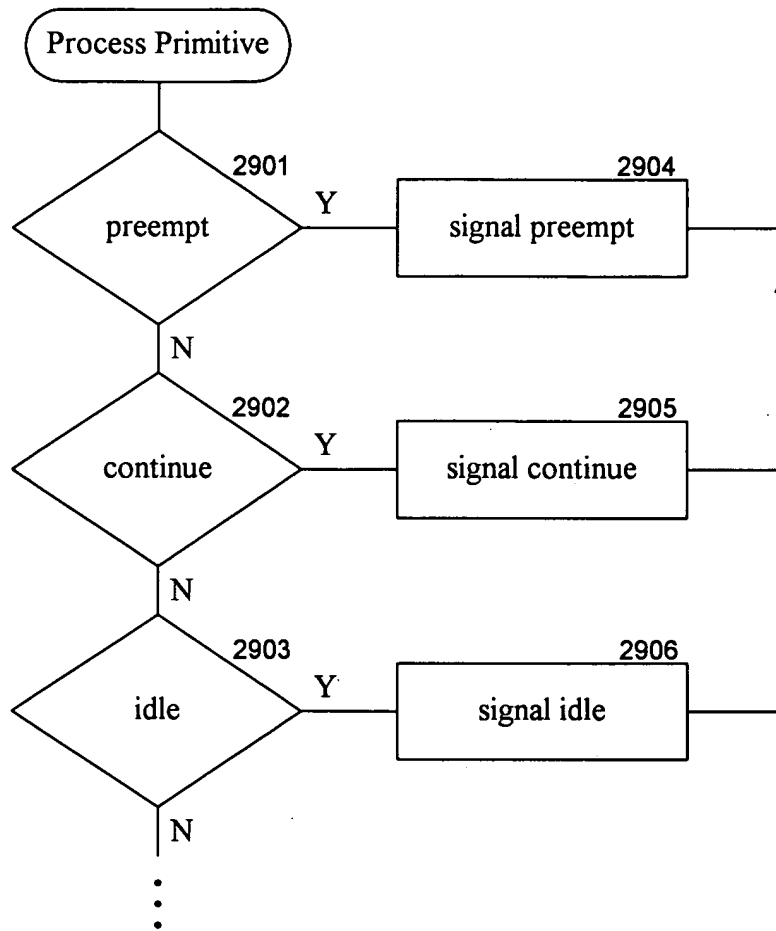 Process Primitive
2901
preempt
Y
2904
signal preempt
N
2902
continue
Y
2905
signal continue
N
2903
idle
Y
2906
signal idle
N